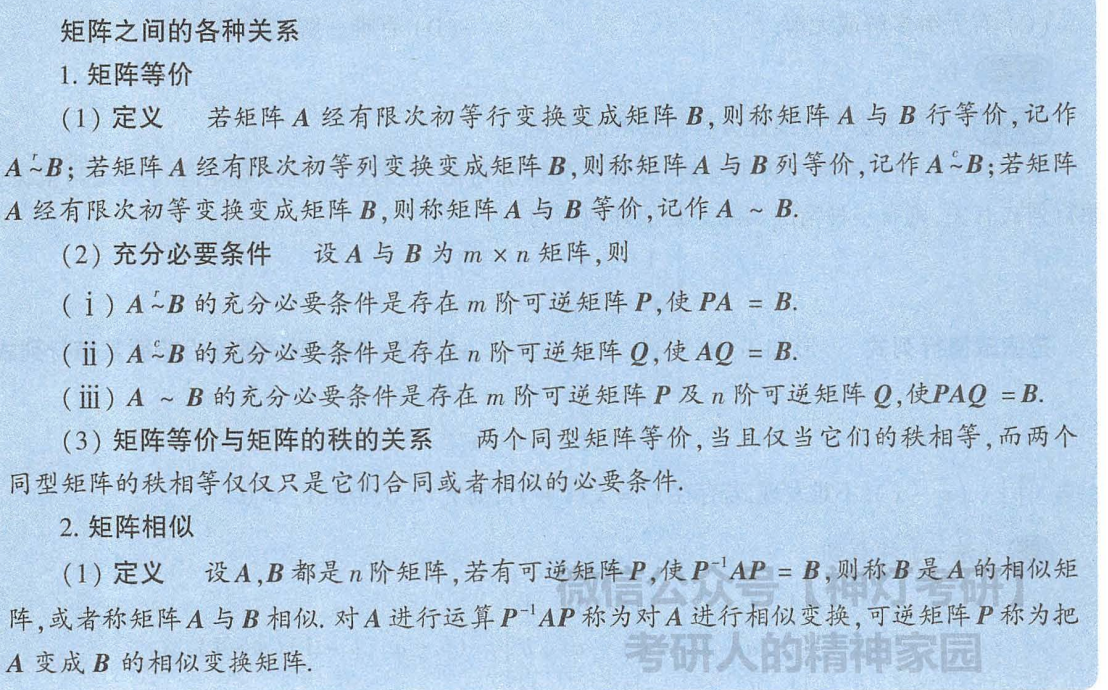 矩阵之间的各种关系
1. 矩阵等价
(1) 定义 若矩阵 A 经有限次初等行变换变成矩阵 B,则称矩阵 A 与 B 行等价,记作
A r~ B; 若矩阵 A 经有限次初等列变换变成矩阵 B,则称矩阵 A 与 B 列等价,记作 A c~ B;若矩阵
A 经有限次初等变换变成矩阵 B,则称矩阵 A 与 B 等价,记作 A ~ B.
(2) 充分必要条件 设 A 与 B 为 m × n 矩阵,则
(ⅰ) A r~ B 的充分必要条件是存在 m 阶可逆矩阵 P,使 PA = B.
(ⅱ) A c~ B 的充分必要条件是存在 n 阶可逆矩阵 Q,使 AQ = B.
(ⅲ) A ~ B 的充分必要条件是存在 m 阶可逆矩阵 P 及 n 阶可逆矩阵 Q,使PAQ = B.
(3) 矩阵等价与矩阵的秩的关系 两个同型矩阵等价,当且仅当它们的秩相等,而两个
同型矩阵的秩相等仅仅只是它们合同或者相似的必要条件.
2. 矩阵相似
(1) 定义 设 A,B 都是 n 阶矩阵,若有可逆矩阵 P,使 P⁻¹AP = B,则称 B 是 A 的相似矩
阵,或者称矩阵 A 与 B 相似. 对 A 进行运算 P⁻¹AP 称为对 A 进行相似变换,可逆矩阵 P 称为把
A 变成 B 的相似变换矩阵.
微信公众号【神灯考研】
考研人的精神家园